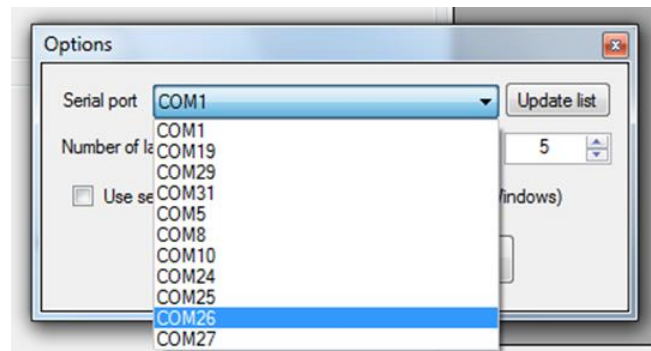 Options
Serial port COM1 Update list
COM1
Number of la 5
COM19
COM29
COM31
Use se indows)
COM5
COM8
COM10
COM24
COM25
COM26
COM27